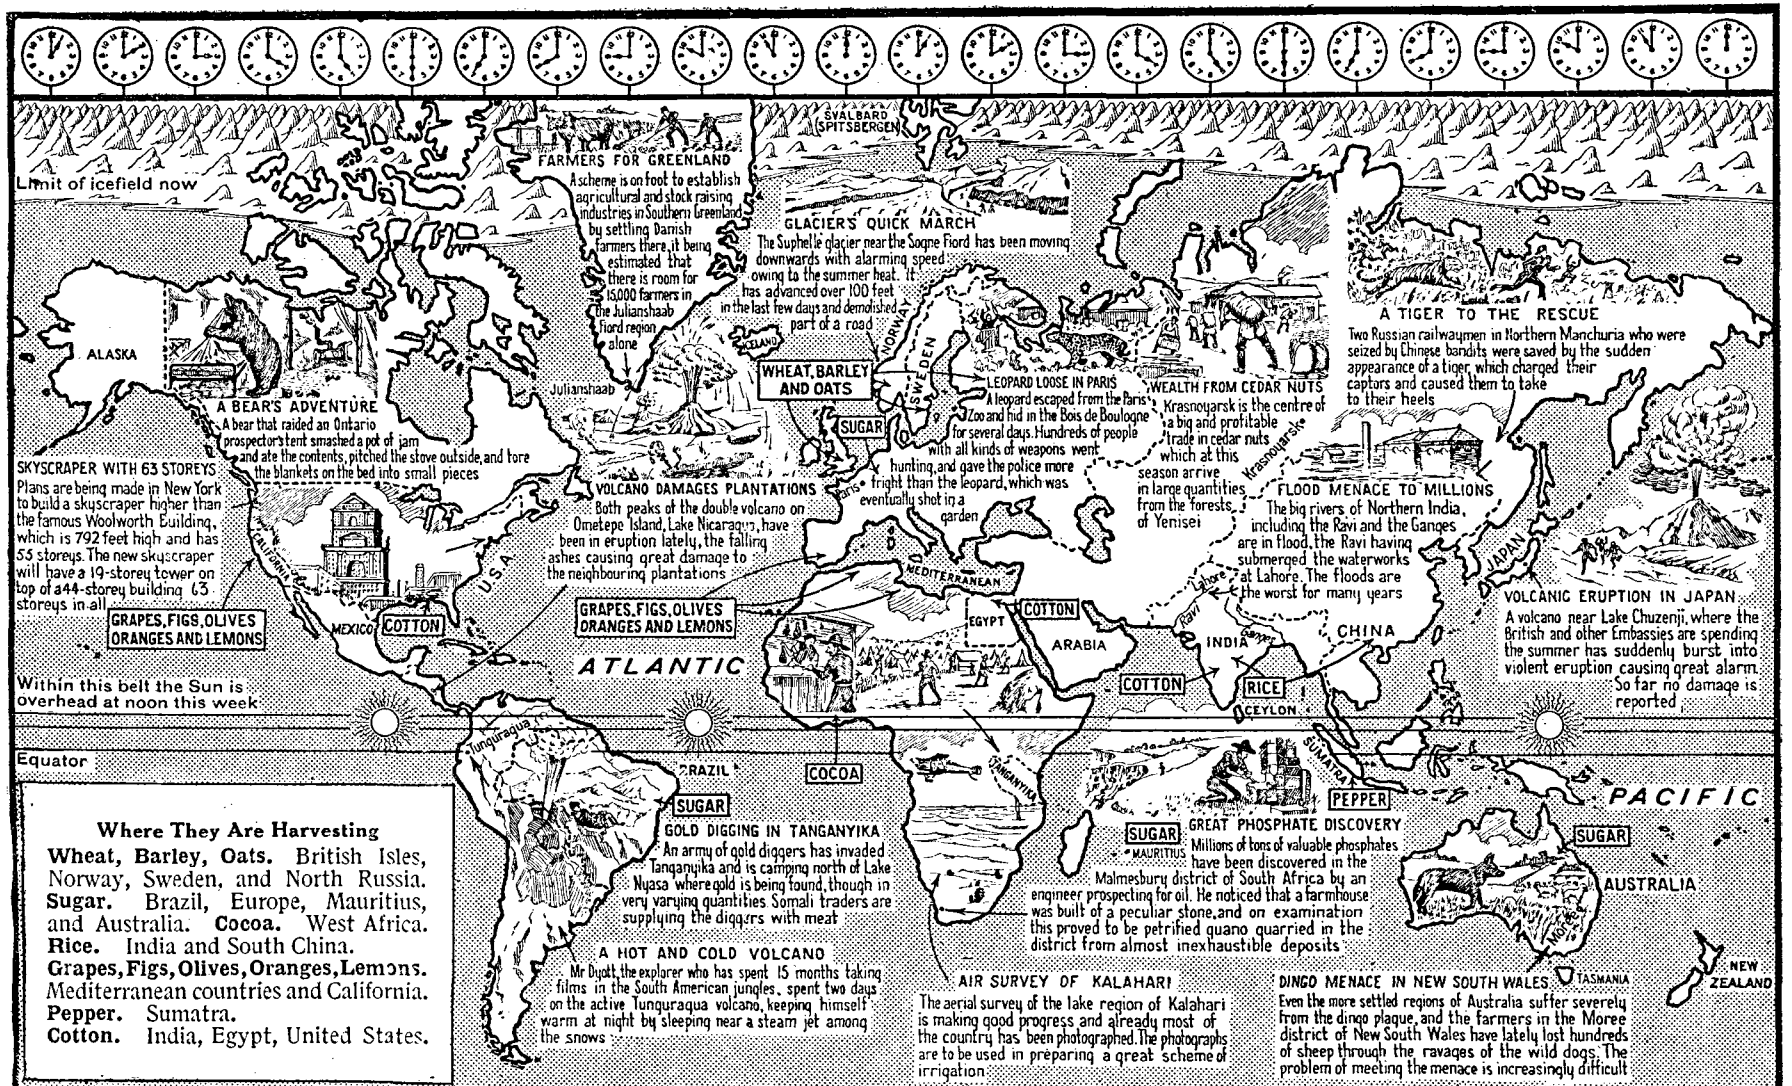 SVALBARD
SPITSBERGEN
FARMERS FOR GREENLAND
A scheme is on foot to establish
agricultural and stock raising
industries in Southern Greenland
by settling Danish
farmers there, it being
estimated that
there is room for
15,000 farmers in
the Julianshaab
fiord region
alone
Julianshaab
Limit of icefield now
GLACIER'S QUICK MARCH
The Suphelle glacier near the Sogne Fiord has been moving
downwards with alarming speed
owing to the summer heat. It
has advanced over 100 feet
in the last few days and demolished
part of a road
ICELAND
NORWAY
SWEDEN
WHEAT, BARLEY
AND OATS
SUGAR
ALASKA
A BEAR'S ADVENTURE
A bear that raided an Ontario
prospector's tent smashed a pot of jam
and ate the contents, pitched the stove outside, and tore
the blankets on the bed into small pieces
SKYSCRAPER WITH 63 STOREYS
Plans are being made in New York
to build a skyscraper higher than
the famous Woolworth Building,
which is 792 feet high and has
55 storeys. The new skyscraper
will have a 19-storey tower on
top of a 44-storey building 63
storeys in all
CALIFORNIA
U.S.A
GRAPES, FIGS, OLIVES
ORANGES AND LEMONS
MEXICO
COTTON
VOLCANO DAMAGES PLANTATIONS
Both peaks of the double volcano on
Ometepe Island, Lake Nicaragua, have
been in eruption lately, the falling
ashes causing great damage to
the neighbouring plantations
GRAPES, FIGS, OLIVES
ORANGES AND LEMONS
ATLANTIC
LEOPARD LOOSE IN PARIS
A leopard escaped from the Paris
Zoo and hid in the Bois de Boulogne
for several days. Hundreds of people
with all kinds of weapons went
hunting, and gave the police more
fright than the leopard, which was
eventually shot in a
garden
Paris
MEDITERRANEAN
WEALTH FROM CEDAR NUTS
Krasnoyarsk is the centre of
a big and profitable
trade in cedar nuts
which at this
season arrive
in large quantities
from the forests
of Yenisei
Krasnoyarsk
A TIGER TO THE RESCUE
Two Russian railwaymen in Northern Manchuria who were
seized by Chinese bandits were saved by the sudden
appearance of a tiger, which charged their
captors and caused them to take
to their heels
FLOOD MENACE TO MILLIONS
The big rivers of Northern India,
including the Ravi and the Ganges
are in flood, the Ravi having
submerged the waterworks
at Lahore. The floods are
the worst for many years
Lahore
Ravi
Ganges
INDIA
CHINA
JAPAN
VOLCANIC ERUPTION IN JAPAN
A volcano near Lake Chuzenji, where the
British and other Embassies are spending
the summer has suddenly burst into
violent eruption causing great alarm.
So far no damage is
reported
COTTON
EGYPT
ARABIA
COTTON
RICE
CEYLON
SUMATRA
PEPPER
Within this belt the Sun is
overhead at noon this week
Equator
Tunguragua
BRAZIL
SUGAR
COCOA
TANGANYIKA
GOLD DIGGING IN TANGANYIKA
An army of gold diggers has invaded
Tanganyika and is camping north of Lake
Nyasa where gold is being found, though in
very varying quantities. Somali traders are
supplying the diggers with meat
A HOT AND COLD VOLCANO
Mr Dyott, the explorer who has spent 15 months taking
films in the South American jungles, spent two days
on the active Tunguragua volcano, keeping himself
warm at night by sleeping near a steam jet among
the snows
SUGAR
MAURITIUS
GREAT PHOSPHATE DISCOVERY
Millions of tons of valuable phosphates
have been discovered in the
Malmesbury district of South Africa by an
engineer prospecting for oil. He noticed that a farmhouse
was built of a peculiar stone, and on examination
this proved to be petrified guano quarried in the
district from almost inexhaustible deposits
AIR SURVEY OF KALAHARI
The aerial survey of the lake region of Kalahari
is making good progress and already most of
the country has been photographed. The photographs
are to be used in preparing a great scheme of
irrigation
PACIFIC
SUGAR
AUSTRALIA
Moree
TASMANIA
NEW
ZEALAND
DINGO MENACE IN NEW SOUTH WALES
Even the more settled regions of Australia suffer severely
from the dingo plague, and the farmers in the Moree
district of New South Wales have lately lost hundreds
of sheep through the ravages of the wild dogs. The
problem of meeting the menace is increasingly difficult
Where They Are Harvesting
Wheat, Barley, Oats. British Isles,
Norway, Sweden, and North Russia.
Sugar. Brazil, Europe, Mauritius,
and Australia. Cocoa. West Africa.
Rice. India and South China.
Grapes, Figs, Olives, Oranges, Lemons.
Mediterranean countries and California.
Pepper. Sumatra.
Cotton. India, Egypt, United States.